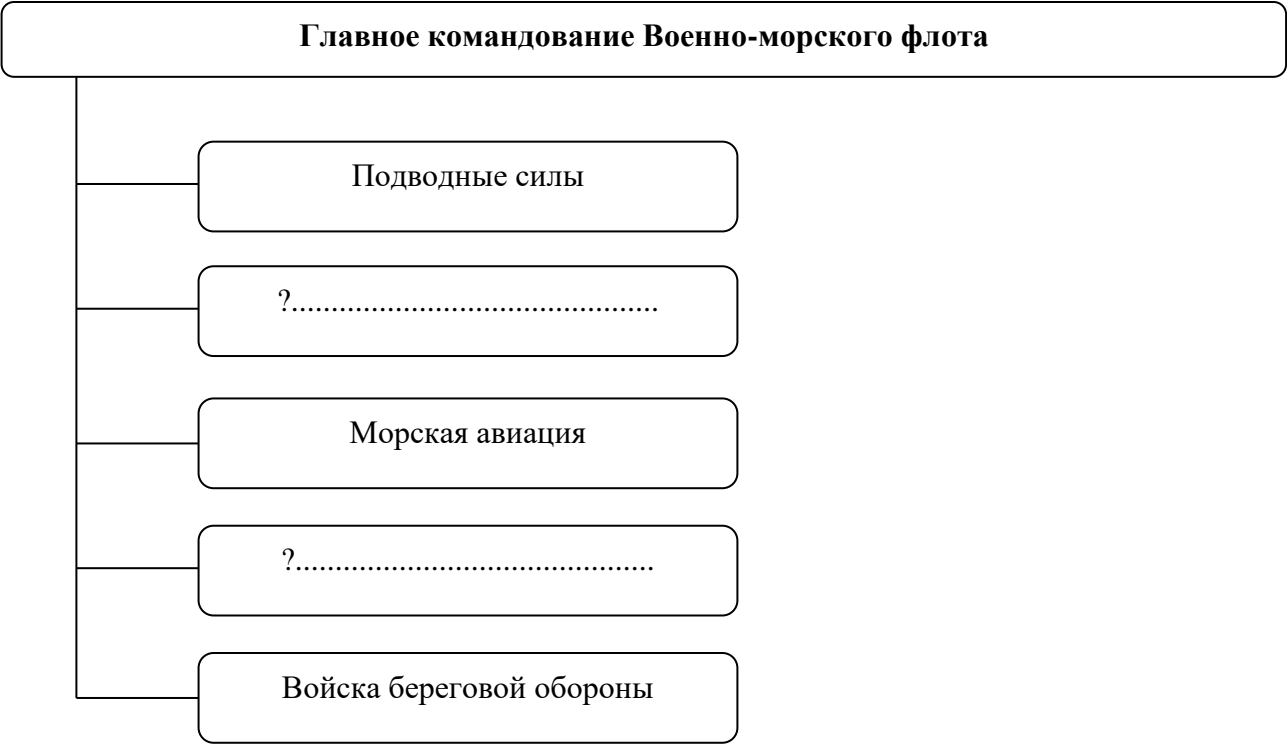 Главное командование Военно-морского флота
Подводные силы
?..............................................
Морская авиация
?.............................................
Войска береговой обороны